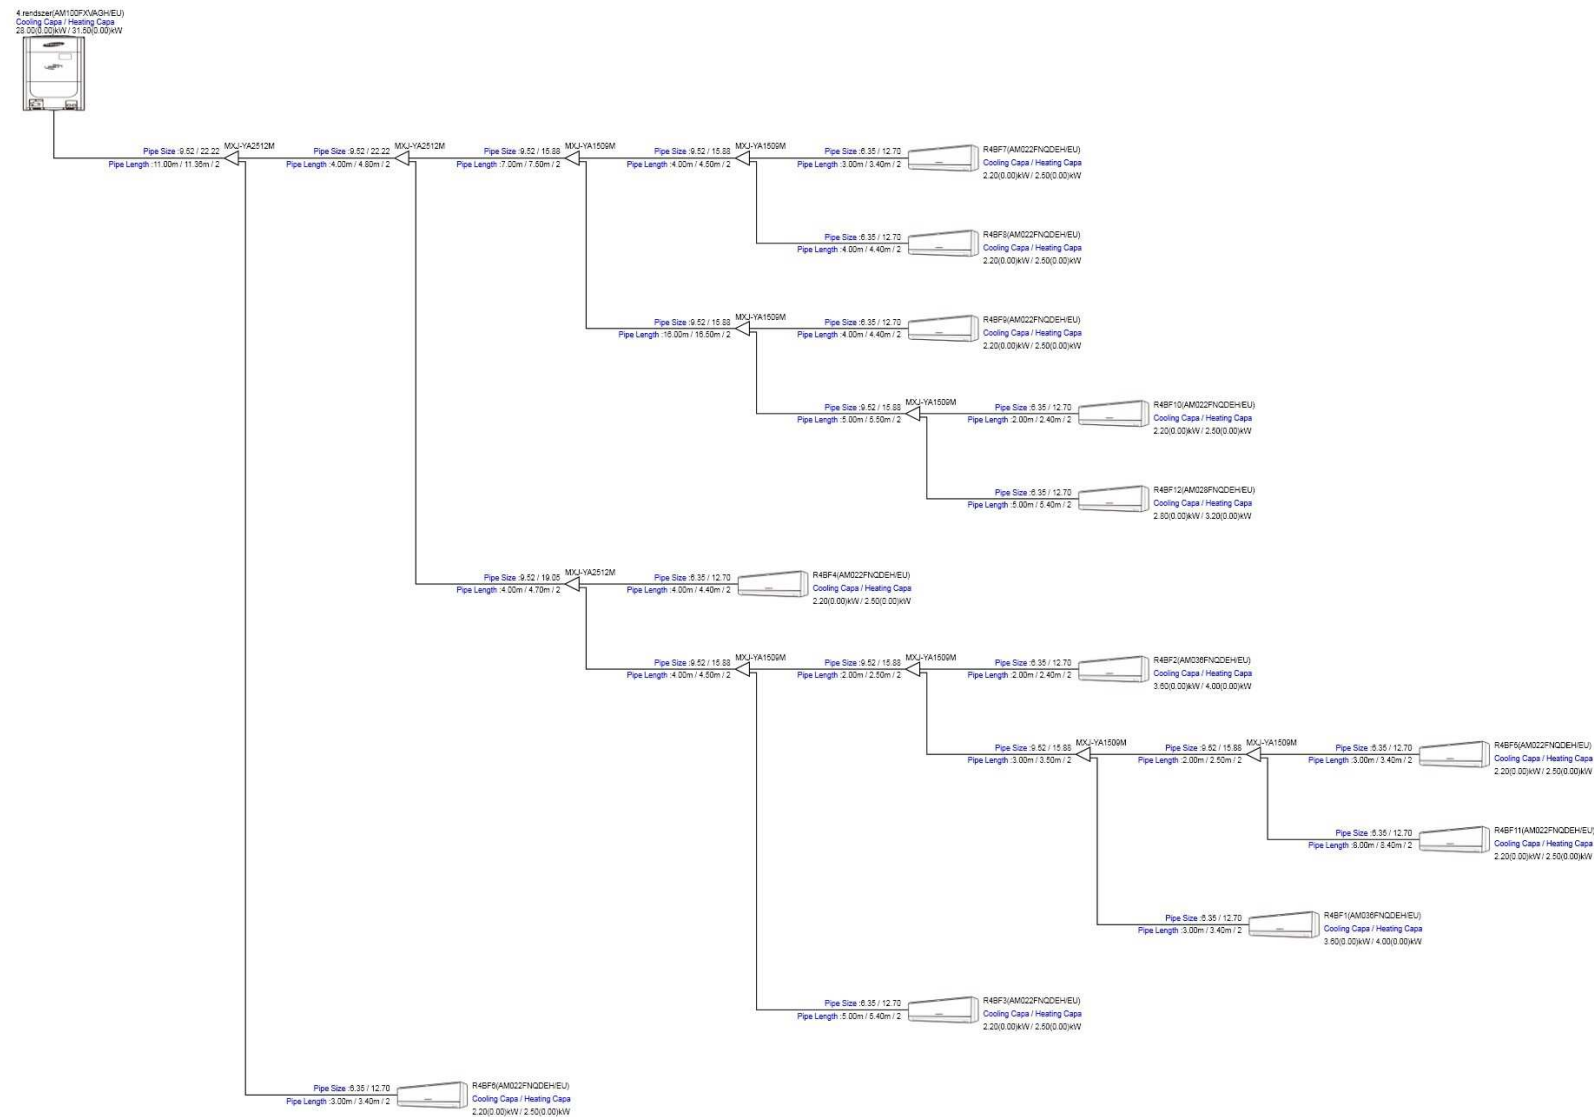 4.rendszer(AM100FXVAGH/EU)
Cooling Capa / Heating Capa
28.00(0.00)kW / 31.50(0.00)kW
SAMSUNG
Pipe Size :9.52 / 22.22
Pipe Length :11.00m / 11.36m / 2
MXJ-YA2512M
Pipe Size :9.52 / 22.22
Pipe Length :4.00m / 4.80m / 2
MXJ-YA2512M
Pipe Size :9.52 / 15.88
Pipe Length :7.00m / 7.50m / 2
MXJ-YA1509M
Pipe Size :9.52 / 15.88
Pipe Length :4.00m / 4.50m / 2
MXJ-YA1509M
Pipe Size :6.35 / 12.70
Pipe Length :3.00m / 3.40m / 2
R4BF7(AM022FNQDEH/EU)
Cooling Capa / Heating Capa
2.20(0.00)kW / 2.50(0.00)kW
Pipe Size :6.35 / 12.70
Pipe Length :4.00m / 4.40m / 2
R4BF8(AM022FNQDEH/EU)
Cooling Capa / Heating Capa
2.20(0.00)kW / 2.50(0.00)kW
Pipe Size :9.52 / 15.88
Pipe Length :16.00m / 16.50m / 2
MXJ-YA1509M
Pipe Size :6.35 / 12.70
Pipe Length :4.00m / 4.40m / 2
R4BF9(AM022FNQDEH/EU)
Cooling Capa / Heating Capa
2.20(0.00)kW / 2.50(0.00)kW
Pipe Size :9.52 / 15.88
Pipe Length :5.00m / 5.50m / 2
MXJ-YA1509M
Pipe Size :6.35 / 12.70
Pipe Length :2.00m / 2.40m / 2
R4BF10(AM022FNQDEH/EU)
Cooling Capa / Heating Capa
2.20(0.00)kW / 2.50(0.00)kW
Pipe Size :6.35 / 12.70
Pipe Length :5.00m / 5.40m / 2
R4BF12(AM028FNQDEH/EU)
Cooling Capa / Heating Capa
2.80(0.00)kW / 3.20(0.00)kW
Pipe Size :9.52 / 19.05
Pipe Length :4.00m / 4.70m / 2
MXJ-YA2512M
Pipe Size :6.35 / 12.70
Pipe Length :4.00m / 4.40m / 2
R4BF4(AM022FNQDEH/EU)
Cooling Capa / Heating Capa
2.20(0.00)kW / 2.50(0.00)kW
Pipe Size :9.52 / 15.88
Pipe Length :4.00m / 4.50m / 2
MXJ-YA1509M
Pipe Size :9.52 / 15.88
Pipe Length :2.00m / 2.50m / 2
MXJ-YA1509M
Pipe Size :6.35 / 12.70
Pipe Length :2.00m / 2.40m / 2
R4BF2(AM036FNQDEH/EU)
Cooling Capa / Heating Capa
3.60(0.00)kW / 4.00(0.00)kW
Pipe Size :9.52 / 15.88
Pipe Length :3.00m / 3.50m / 2
MXJ-YA1509M
Pipe Size :9.52 / 15.88
Pipe Length :2.00m / 2.50m / 2
MXJ-YA1509M
Pipe Size :6.35 / 12.70
Pipe Length :3.00m / 3.40m / 2
R4BF5(AM022FNQDEH/EU)
Cooling Capa / Heating Capa
2.20(0.00)kW / 2.50(0.00)kW
Pipe Size :6.35 / 12.70
Pipe Length :8.00m / 8.40m / 2
R4BF11(AM022FNQDEH/EU)
Cooling Capa / Heating Capa
2.20(0.00)kW / 2.50(0.00)kW
Pipe Size :6.35 / 12.70
Pipe Length :3.00m / 3.40m / 2
R4BF1(AM036FNQDEH/EU)
Cooling Capa / Heating Capa
3.60(0.00)kW / 4.00(0.00)kW
Pipe Size :6.35 / 12.70
Pipe Length :5.00m / 5.40m / 2
R4BF3(AM022FNQDEH/EU)
Cooling Capa / Heating Capa
2.20(0.00)kW / 2.50(0.00)kW
Pipe Size :6.35 / 12.70
Pipe Length :3.00m / 3.40m / 2
R4BF6(AM022FNQDEH/EU)
Cooling Capa / Heating Capa
2.20(0.00)kW / 2.50(0.00)kW